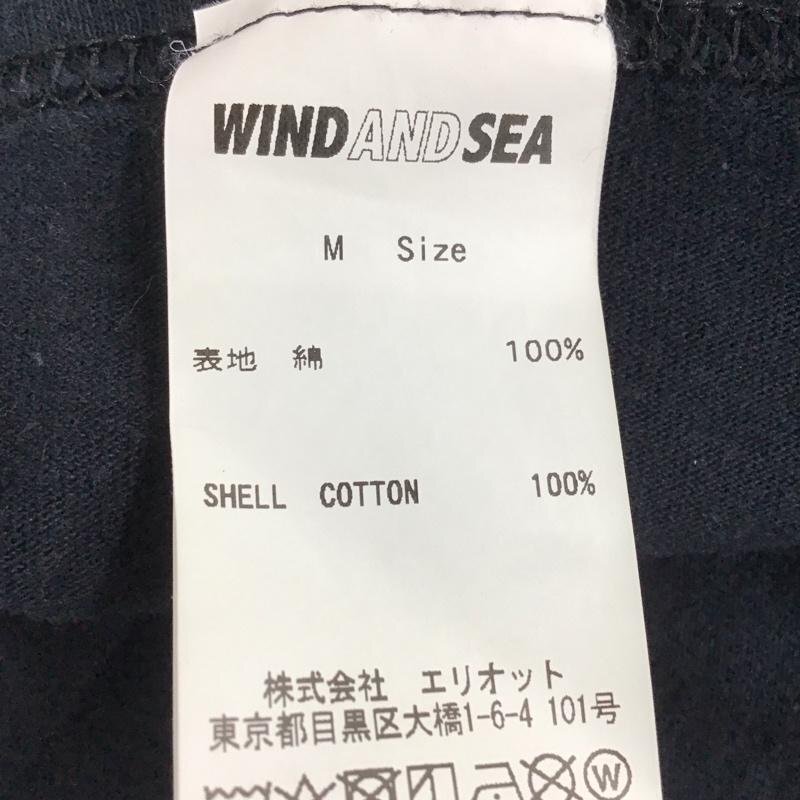 WINDANDSEA
M Size
表地 綿 100%
SHELL COTTON 100%
株式会社 エリオット
東京都目黒区大橋1-6-4 101号
W